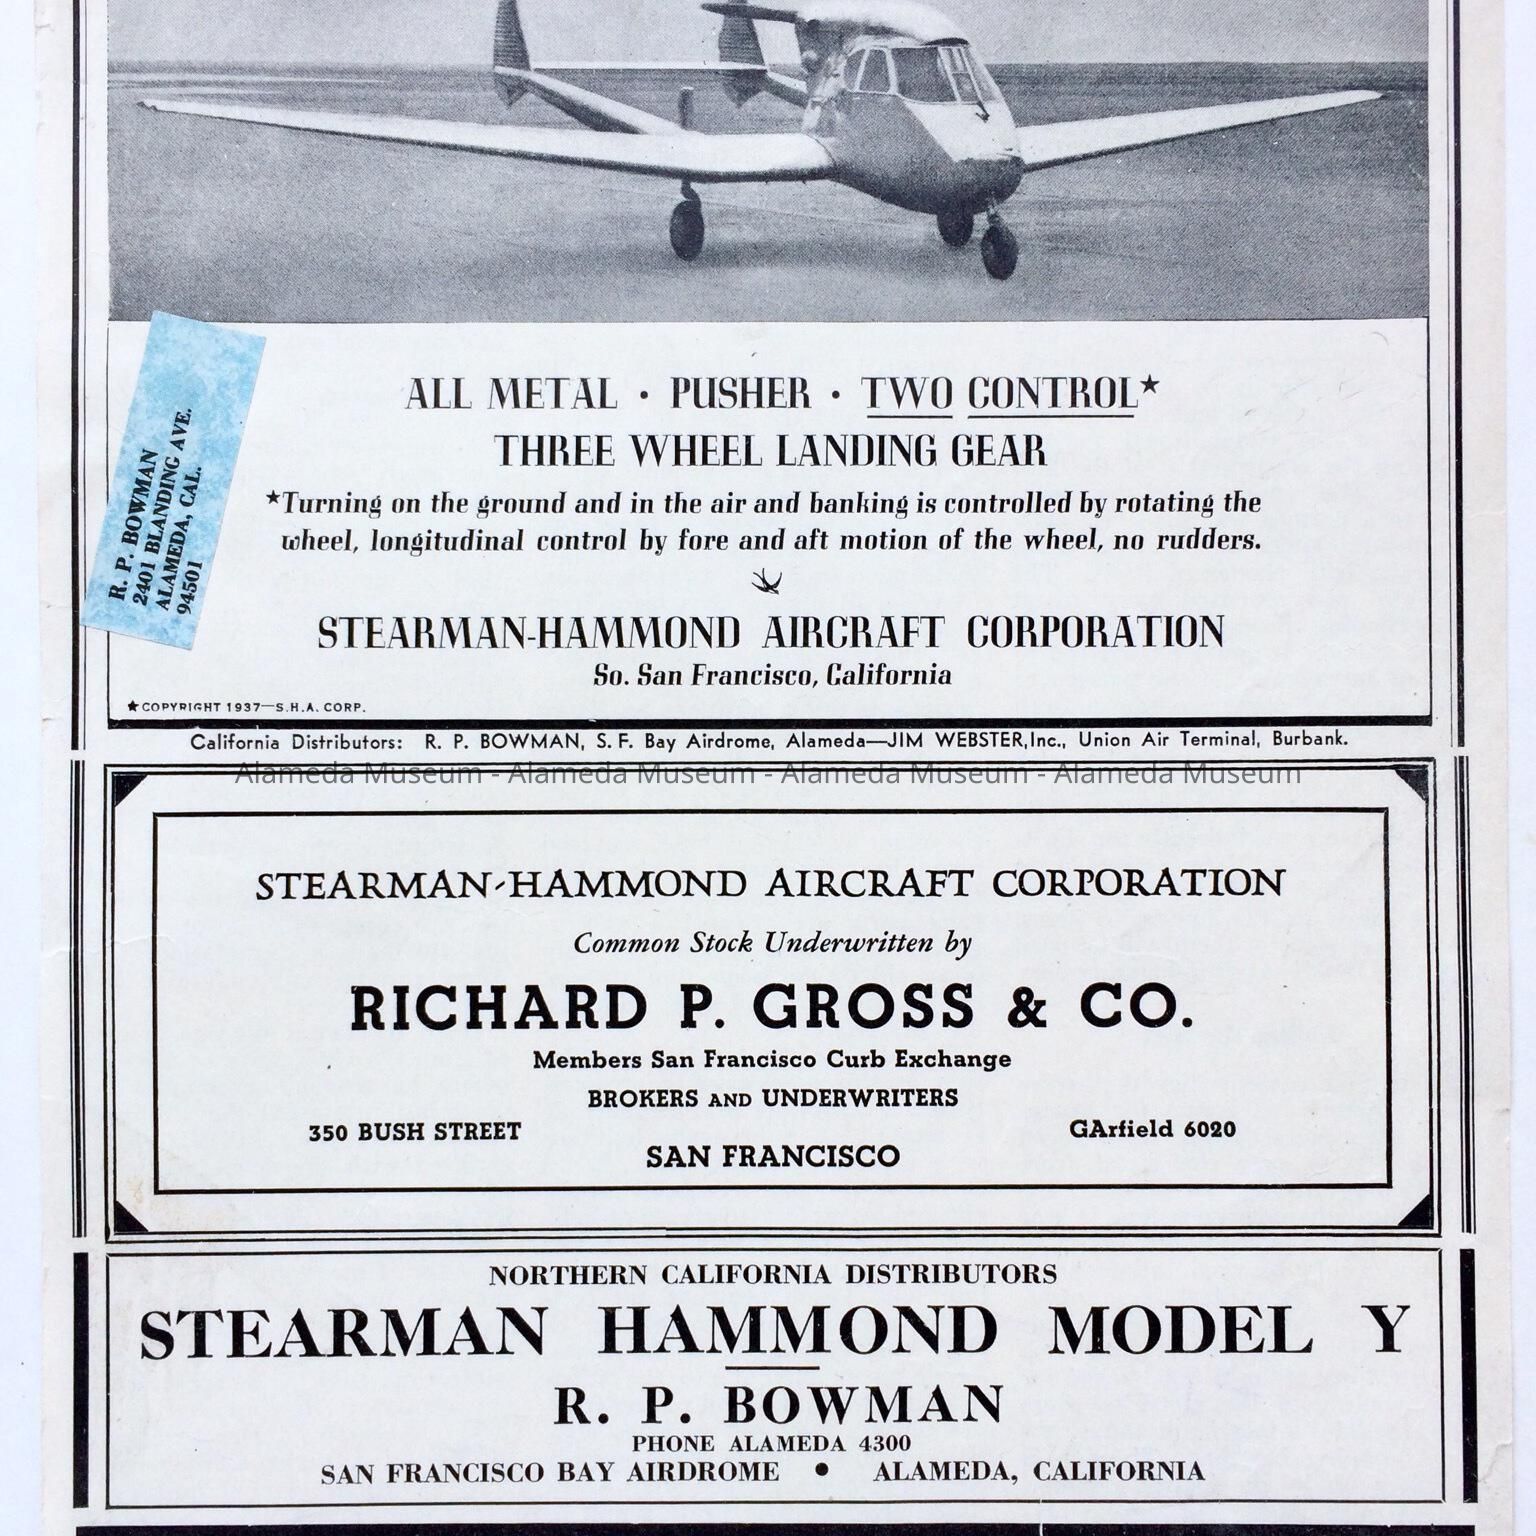 ALL METAL · PUSHER · TWO CONTROL★
THREE WHEEL LANDING GEAR
★Turning on the ground and in the air and banking is controlled by rotating the
wheel, longitudinal control by fore and aft motion of the wheel, no rudders.
R. P. BOWMAN
2401 BLANDING AVE.
ALAMEDA, CAL.
94501
STEARMAN-HAMMOND AIRCRAFT CORPORATION
So. San Francisco, California
★COPYRIGHT 1937—S.H.A. CORP.
California Distributors: R. P. BOWMAN, S. F. Bay Airdrome, Alameda—JIM WEBSTER, Inc., Union Air Terminal, Burbank.
Alameda Museum - Alameda Museum - Alameda Museum - Alameda Museum
STEARMAN-HAMMOND AIRCRAFT CORPORATION
Common Stock Underwritten by
RICHARD P. GROSS & CO.
Members San Francisco Curb Exchange
BROKERS AND UNDERWRITERS
350 BUSH STREET GArfield 6020
SAN FRANCISCO
NORTHERN CALIFORNIA DISTRIBUTORS
STEARMAN HAMMOND MODEL Y
R. P. BOWMAN
PHONE ALAMEDA 4300
SAN FRANCISCO BAY AIRDROME • ALAMEDA, CALIFORNIA